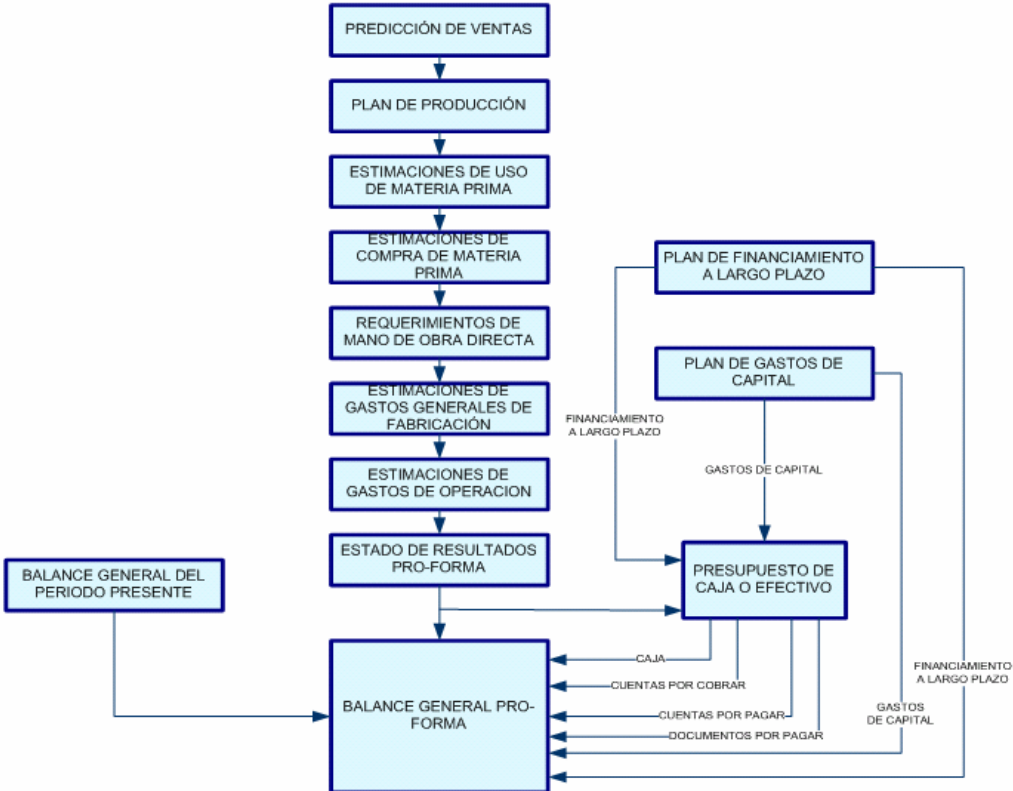 PREDICCIÓN DE VENTAS
PLAN DE PRODUCCIÓN
ESTIMACIONES DE USO
DE MATERIA PRIMA
ESTIMACIONES DE
COMPRA DE MATERIA
PRIMA
REQUERIMIENTOS DE
MANO DE OBRA DIRECTA
ESTIMACIONES DE
GASTOS GENERALES DE
FABRICACIÓN
ESTIMACIONES DE
GASTOS DE OPERACION
ESTADO DE RESULTADOS
PRO-FORMA
BALANCE GENERAL DEL
PERIODO PRESENTE
BALANCE GENERAL PRO-
FORMA
PLAN DE FINANCIAMIENTO
A LARGO PLAZO
PLAN DE GASTOS DE
CAPITAL
FINANCIAMIENTO
A LARGO PLAZO
GASTOS DE CAPITAL
PRESUPUESTO DE
CAJA O EFECTIVO
CAJA
CUENTAS POR COBRAR
CUENTAS POR PAGAR
DOCUMENTOS POR PAGAR
GASTOS
DE CAPITAL
FINANCIAMIENTO
A LARGO PLAZO